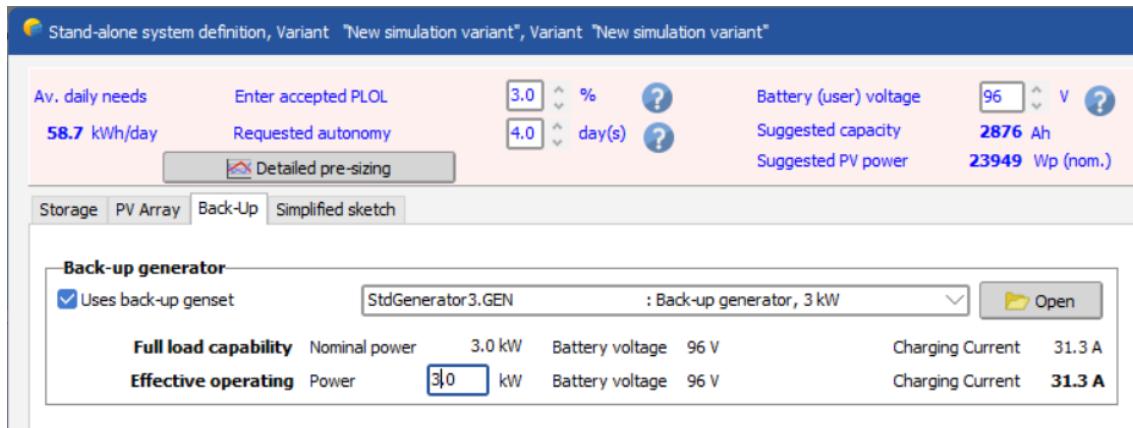 Stand-alone system definition, Variant "New simulation variant", Variant "New simulation variant"
Av. daily needs Enter accepted PLOL 3.0 % ? Battery (user) voltage 96 V ?
58.7 kWh/day Requested autonomy 4.0 day(s) ? Suggested capacity 2876 Ah
Detailed pre-sizing Suggested PV power 23949 Wp (nom.)
Storage PV Array Back-Up Simplified sketch
Back-up generator
Uses back-up genset StdGenerator3.GEN : Back-up generator, 3 kW Open
Full load capability Nominal power 3.0 kW Battery voltage 96 V Charging Current 31.3 A
Effective operating Power 3.0 kW Battery voltage 96 V Charging Current 31.3 A